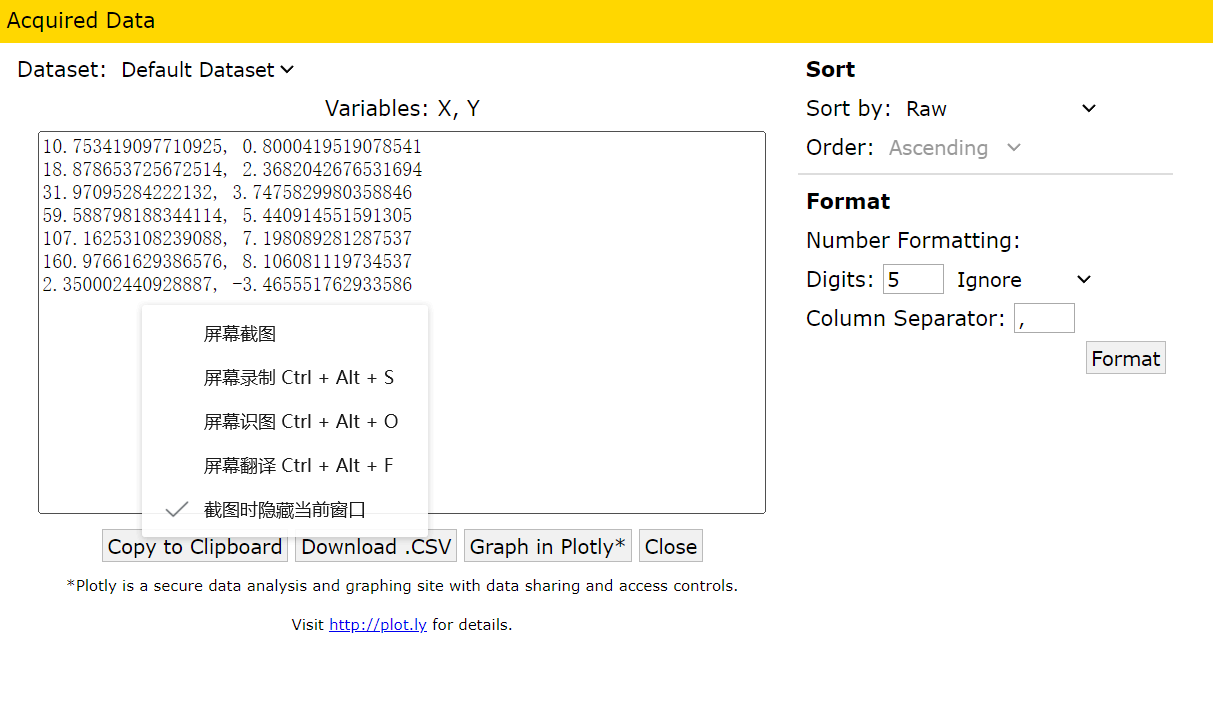 Acquired Data
Dataset: Default Dataset
Variables: X, Y
10.753419097710925, 0.8000419519078541
18.878653725672514, 2.3682042676531694
31.97095284222132, 3.7475829980358846
59.588798188344114, 5.440914551591305
107.16253108239088, 7.198089281287537
160.97661629386576, 8.106081119734537
2.350002440928887, -3.465551762933586
屏幕截图
屏幕录制 Ctrl + Alt + S
屏幕识图 Ctrl + Alt + O
屏幕翻译 Ctrl + Alt + F
截图时隐藏当前窗口
Copy to Clipboard Download .CSV Graph in Plotly* Close
*Plotly is a secure data analysis and graphing site with data sharing and access controls.
Visit http://plot.ly for details.
Sort
Sort by: Raw
Order: Ascending
Format
Number Formatting:
Digits: 5 Ignore
Column Separator: ,
Format